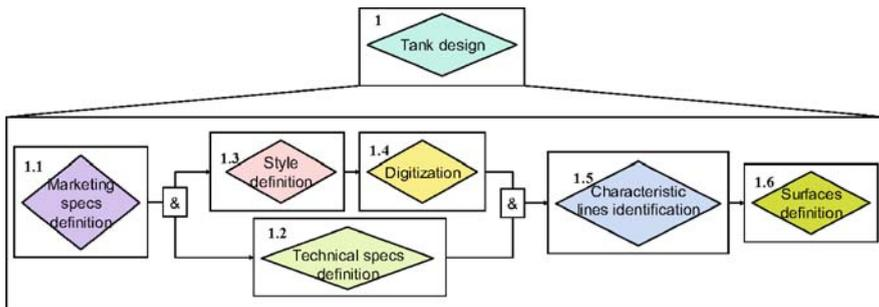 1
Tank design
1.1
Marketing
specs
definition
&
1.3
Style
definition
1.4
Digitization
1.2
Technical specs
definition
&
1.5
Characteristic
lines identification
1.6
Surfaces
definition